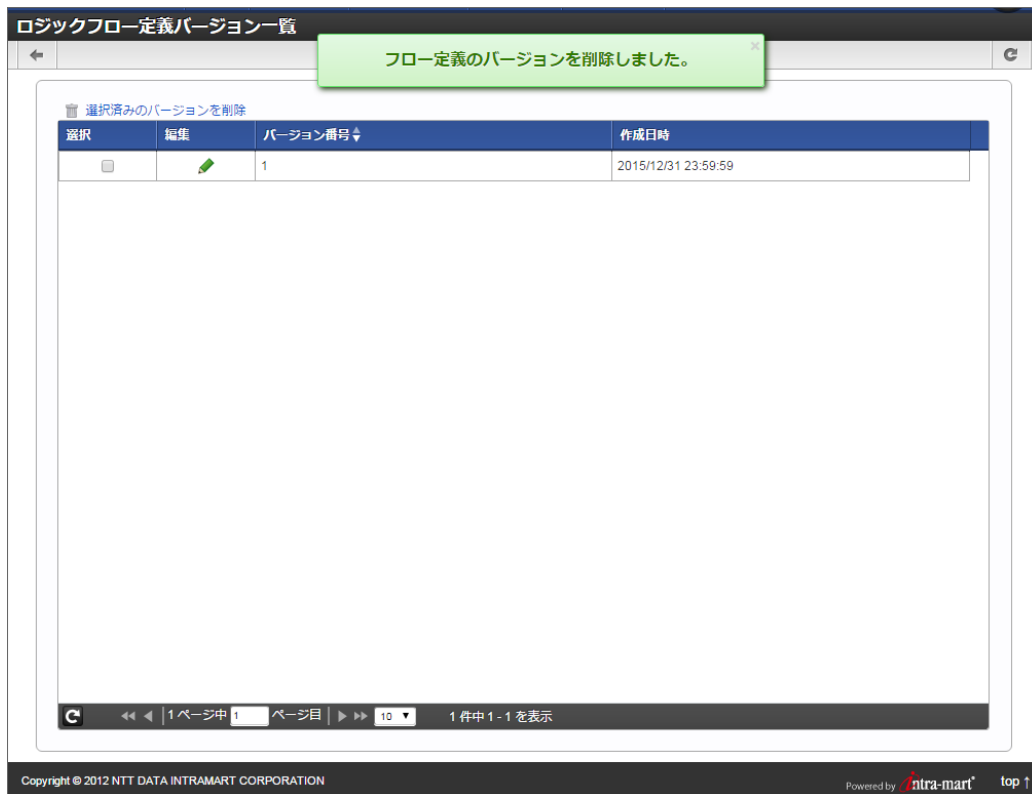 ロジックフロー定義バージョン一覧
フロー定義のバージョンを削除しました。
×
選択済みのバージョンを削除
選択 編集 バージョン番号 作成日時
1 2015/12/31 23:59:59
1 ページ中 1 ページ目 10 1 件中 1 - 1 を表示
Copyright © 2012 NTT DATA INTRAMART CORPORATION
Powered by intra-mart top ↑